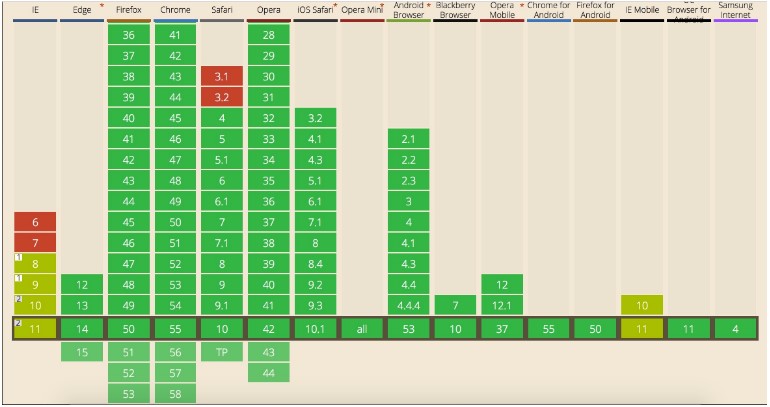 IE Edge * Firefox Chrome Safari Opera iOS Safari * Opera Mini * Android * Browser Blackberry Browser Opera * Mobile Chrome for Android Firefox for Android IE Mobile Browser for Android Samsung Internet
36 41 28
37 42 29
38 43 3.1 30
39 44 3.2 31
40 45 4 32 3.2
41 46 5 33 4.1 2.1
42 47 5.1 34 4.3 2.2
43 48 6 35 5.1 2.3
44 49 6.1 36 6.1 3
6 45 50 7 37 7.1 4
7 46 51 7.1 38 8 4.1
1 8 47 52 8 39 8.4 4.3
1 9 12 48 53 9 40 9.2 4.4 12
2 10 13 49 54 9.1 41 9.3 4.4.4 7 12.1 10
2 11 14 50 55 10 42 10.1 all 53 10 37 55 50 11 11 4
15 51 56 TP 43
52 57 44
53 58